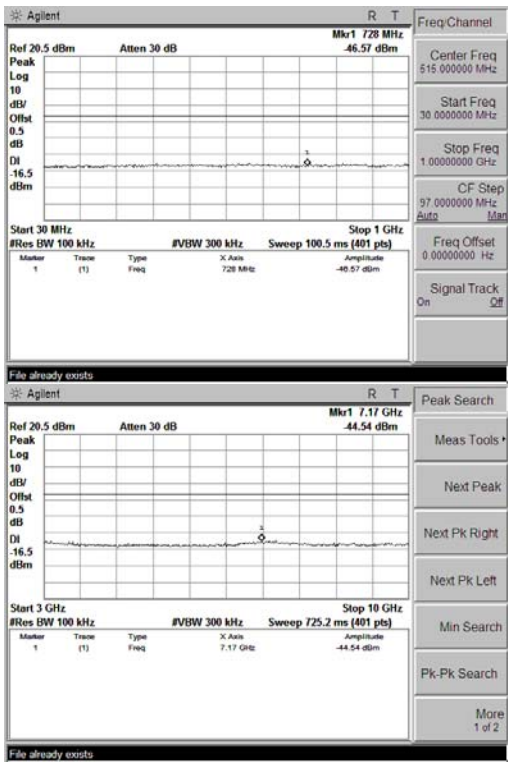 Agilent R T
Mkr1 728 MHz
Ref 20.5 dBm Atten 30 dB -46.57 dBm
Peak
Log
10
dB/
Offst
0.5
dB
DI
-16.5
dBm
1
Start 30 MHz Stop 1 GHz
#Res BW 100 kHz #VBW 300 kHz Sweep 100.5 ms (401 pts)
Marker Trace Type X Axis Amplitude
1 (1) Freq 728 MHz -46.57 dBm
File already exists
Freq/Channel
Center Freq
515.000000 MHz
Start Freq
30.0000000 MHz
Stop Freq
1.00000000 GHz
CF Step
97.0000000 MHz
Auto Man
Freq Offset
0.00000000 Hz
Signal Track
On Off
Agilent R T
Mkr1 7.17 GHz
Ref 20.5 dBm Atten 30 dB -44.54 dBm
Peak
Log
10
dB/
Offst
0.5
dB
DI
-16.5
dBm
1
Start 3 GHz Stop 10 GHz
#Res BW 100 kHz #VBW 300 kHz Sweep 725.2 ms (401 pts)
Marker Trace Type X Axis Amplitude
1 (1) Freq 7.17 GHz -44.54 dBm
File already exists
Peak Search
Meas Tools
Next Peak
Next Pk Right
Next Pk Left
Min Search
Pk-Pk Search
More
1 of 2